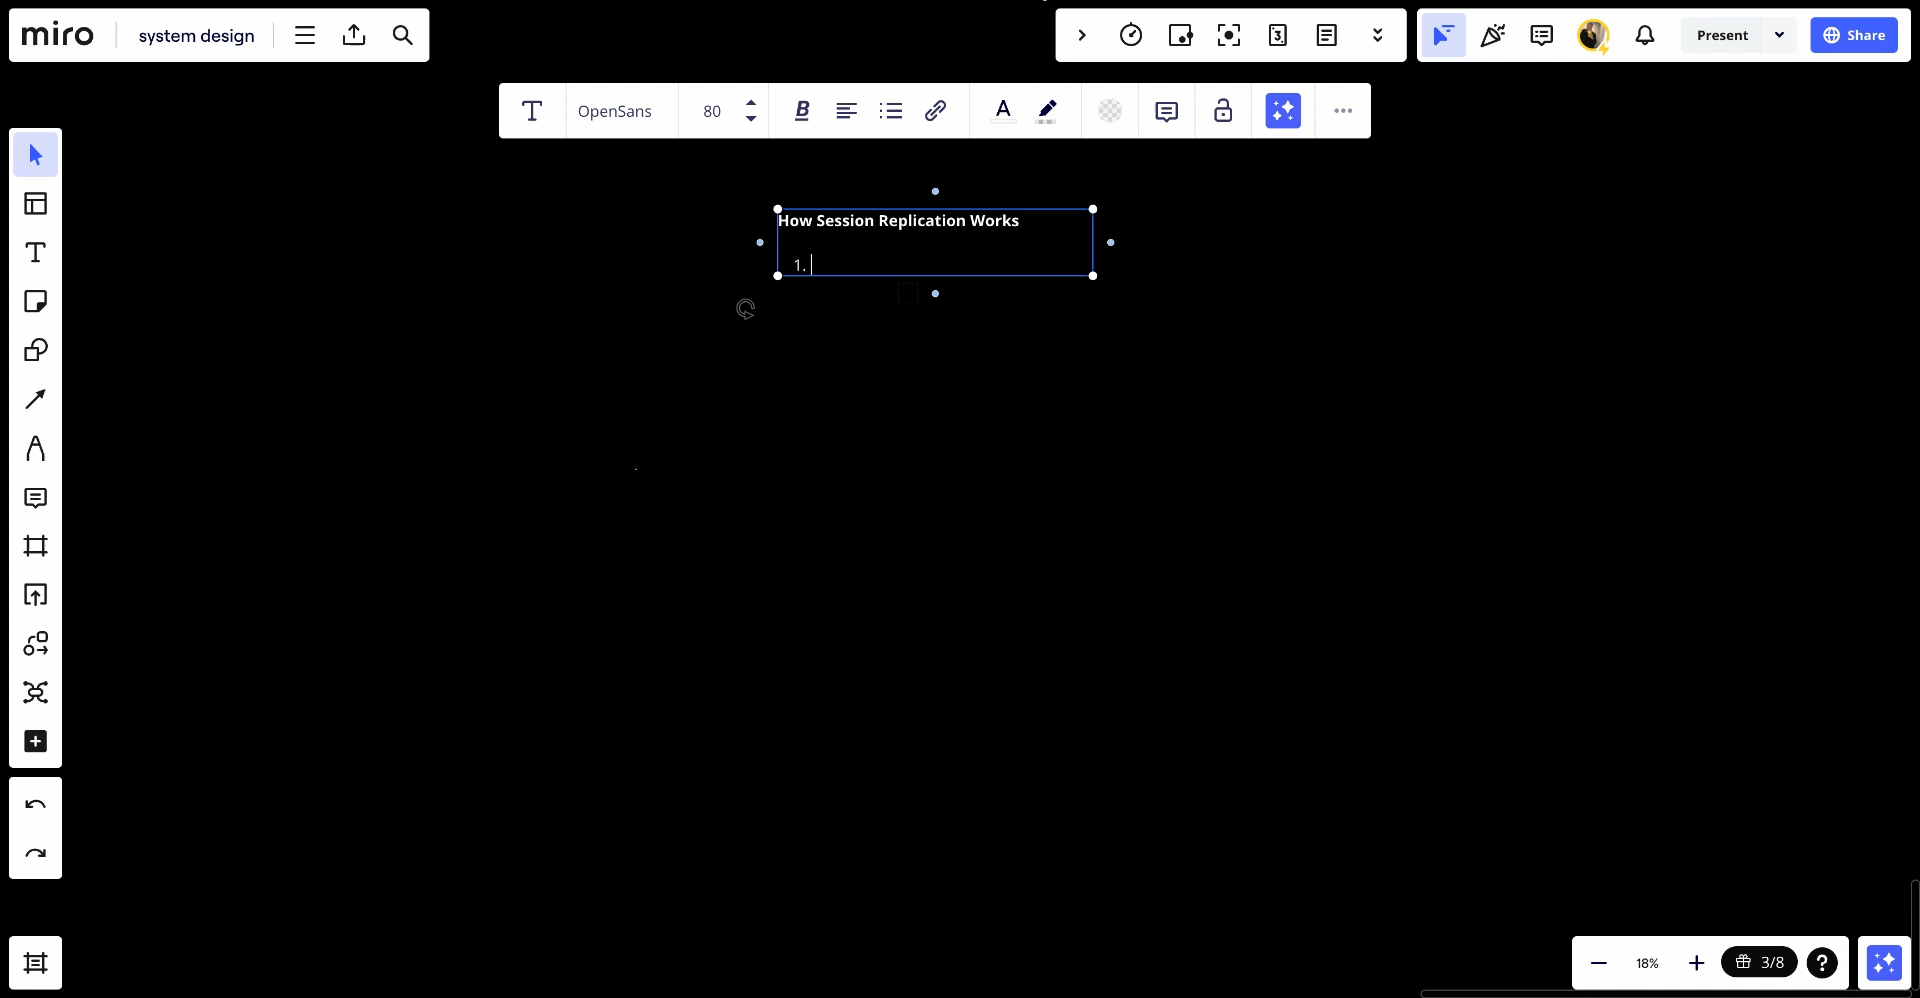 miro
system design
Present
Share
OpenSans
80
B
A
How Session Replication Works
1.
18%
3/8
?